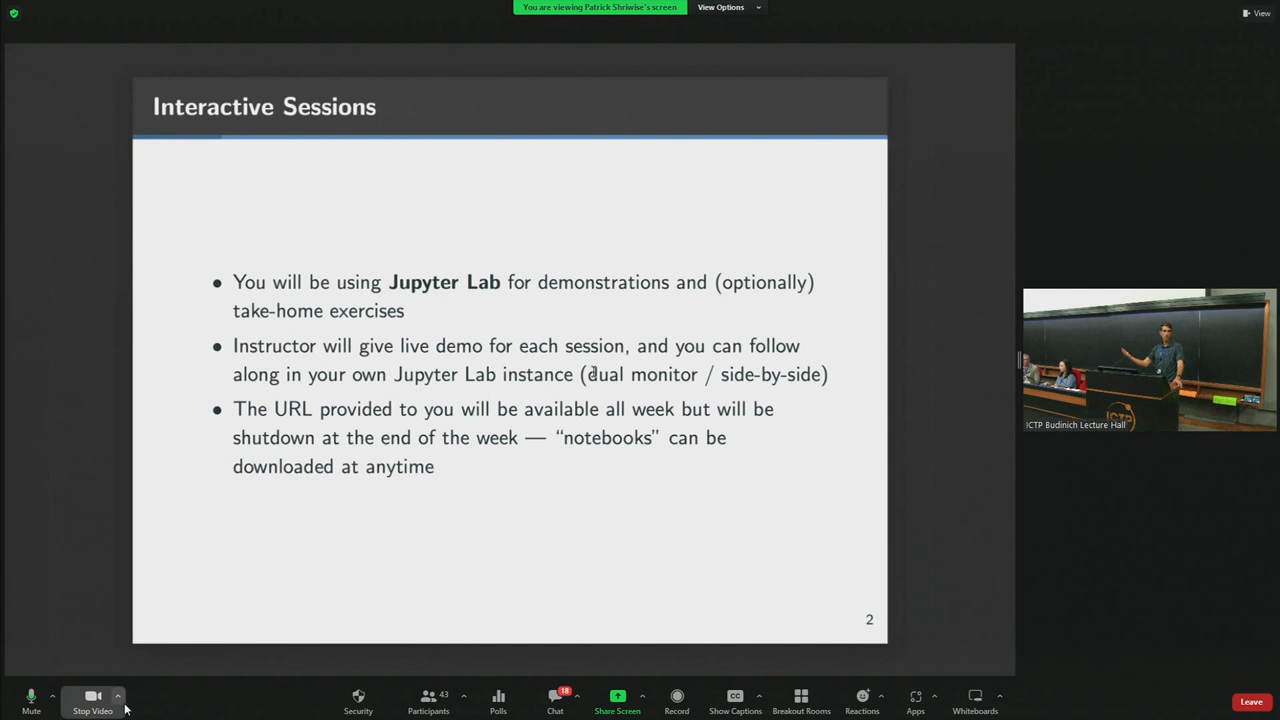 You are viewing Patrick Shriwise's screen
View Options
View
Interactive Sessions
• You will be using Jupyter Lab for demonstrations and (optionally)
take-home exercises
• Instructor will give live demo for each session, and you can follow
along in your own Jupyter Lab instance (dual monitor / side-by-side)
• The URL provided to you will be available all week but will be
shutdown at the end of the week — “notebooks” can be
downloaded at anytime
2
ICTP
ICTP Budinich Lecture Hall
Mute
Stop Video
Security
Participants
43
Polls
Chat
18
Share Screen
Record
Show Captions
Breakout Rooms
Reactions
Apps
Whiteboards
Leave